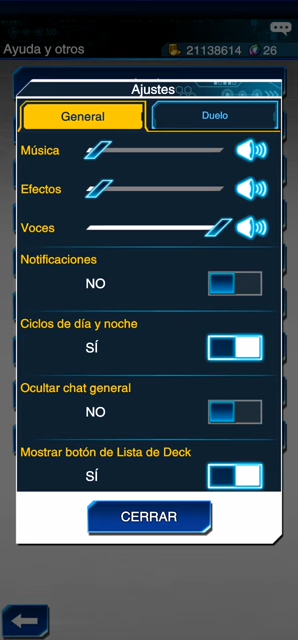 Ayuda y otros
21138614
26
Ajustes
General
Duelo
Música
Efectos
Voces
Notificaciones
NO
Ciclos de día y noche
SÍ
Ocultar chat general
NO
Mostrar botón de Lista de Deck
SÍ
CERRAR